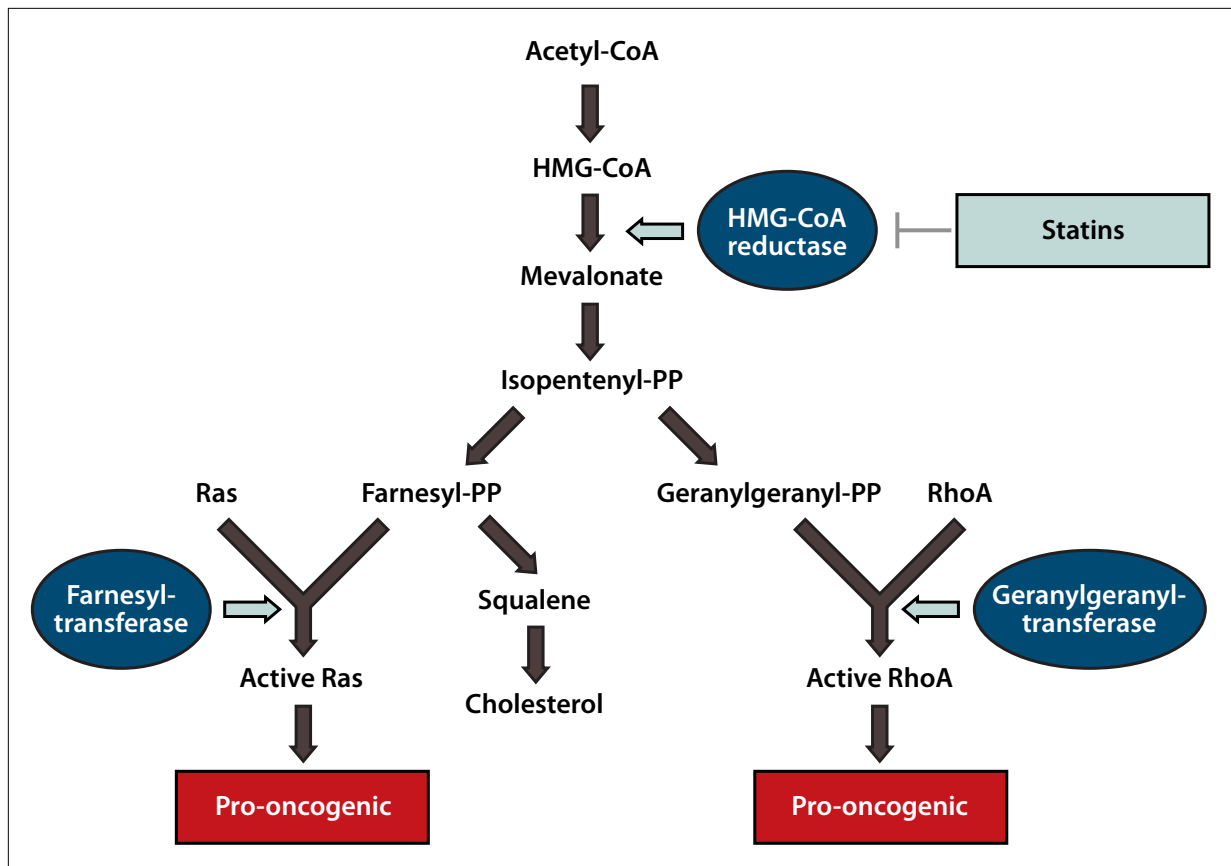 Acetyl-CoA
HMG-CoA
HMG-CoA
reductase
Statins
Mevalonate
Isopentenyl-PP
Ras
Farnesyl-PP
Geranylgeranyl-PP
RhoA
Farnesyl-
transferase
Squalene
Geranylgeranyl-
transferase
Active Ras
Cholesterol
Active RhoA
Pro-oncogenic
Pro-oncogenic